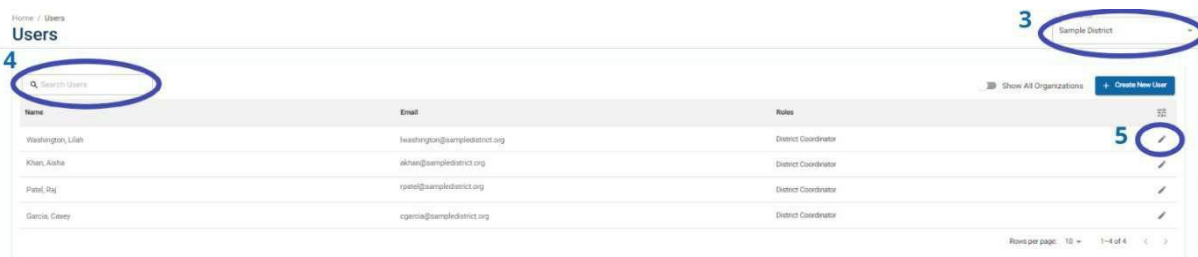 Home / Users
Users
3
Sample District
4
Search Users
Show All Organizations
+ Create New User
Name Email Roles
Washington, Lilah lwashington@sampledistrict.org District Coordinator
5
Khan, Aisha akhan@sampledistrict.org District Coordinator
Patel, Raj rpatel@sampledistrict.org District Coordinator
Garcia, Casey cgarcia@sampledistrict.org District Coordinator
Rows per page: 10 1–4 of 4